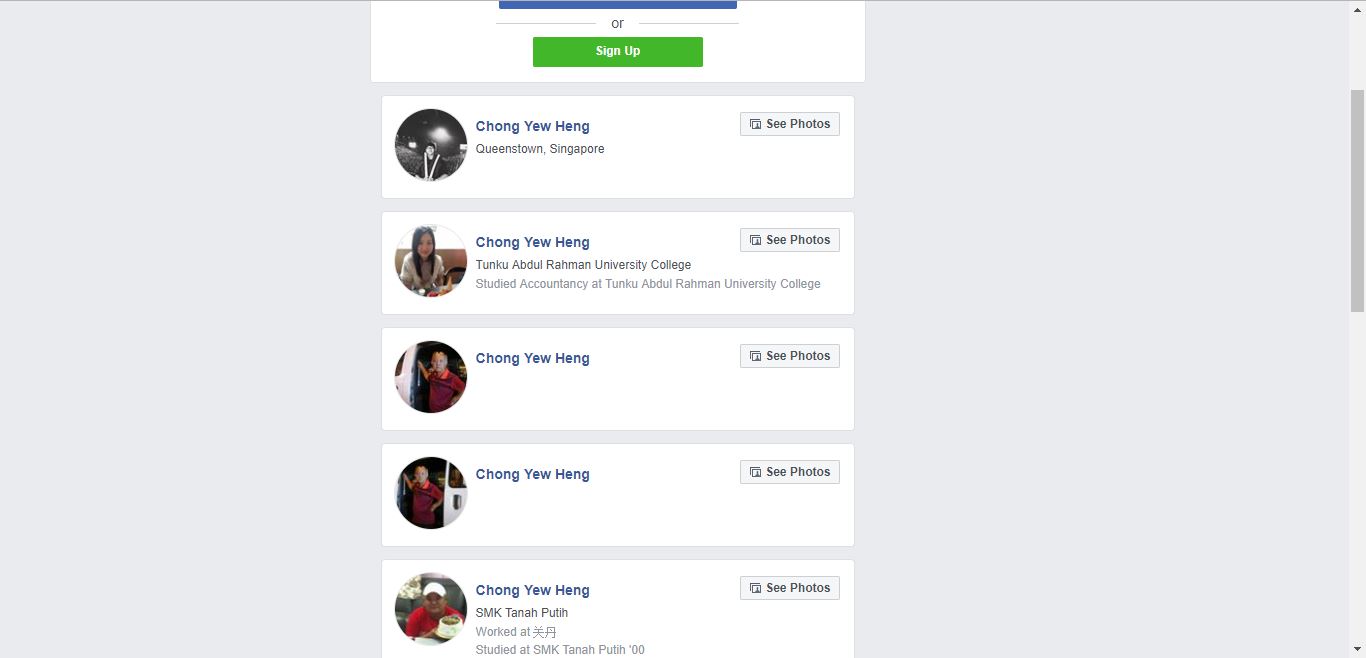 or
Sign Up
Chong Yew Heng
See Photos
Queenstown, Singapore
Chong Yew Heng
See Photos
Tunku Abdul Rahman University College
Studied Accountancy at Tunku Abdul Rahman University College
Chong Yew Heng
See Photos
Chong Yew Heng
See Photos
Chong Yew Heng
See Photos
SMK Tanah Putih
Worked at 关丹
Studied at SMK Tanah Putih '00